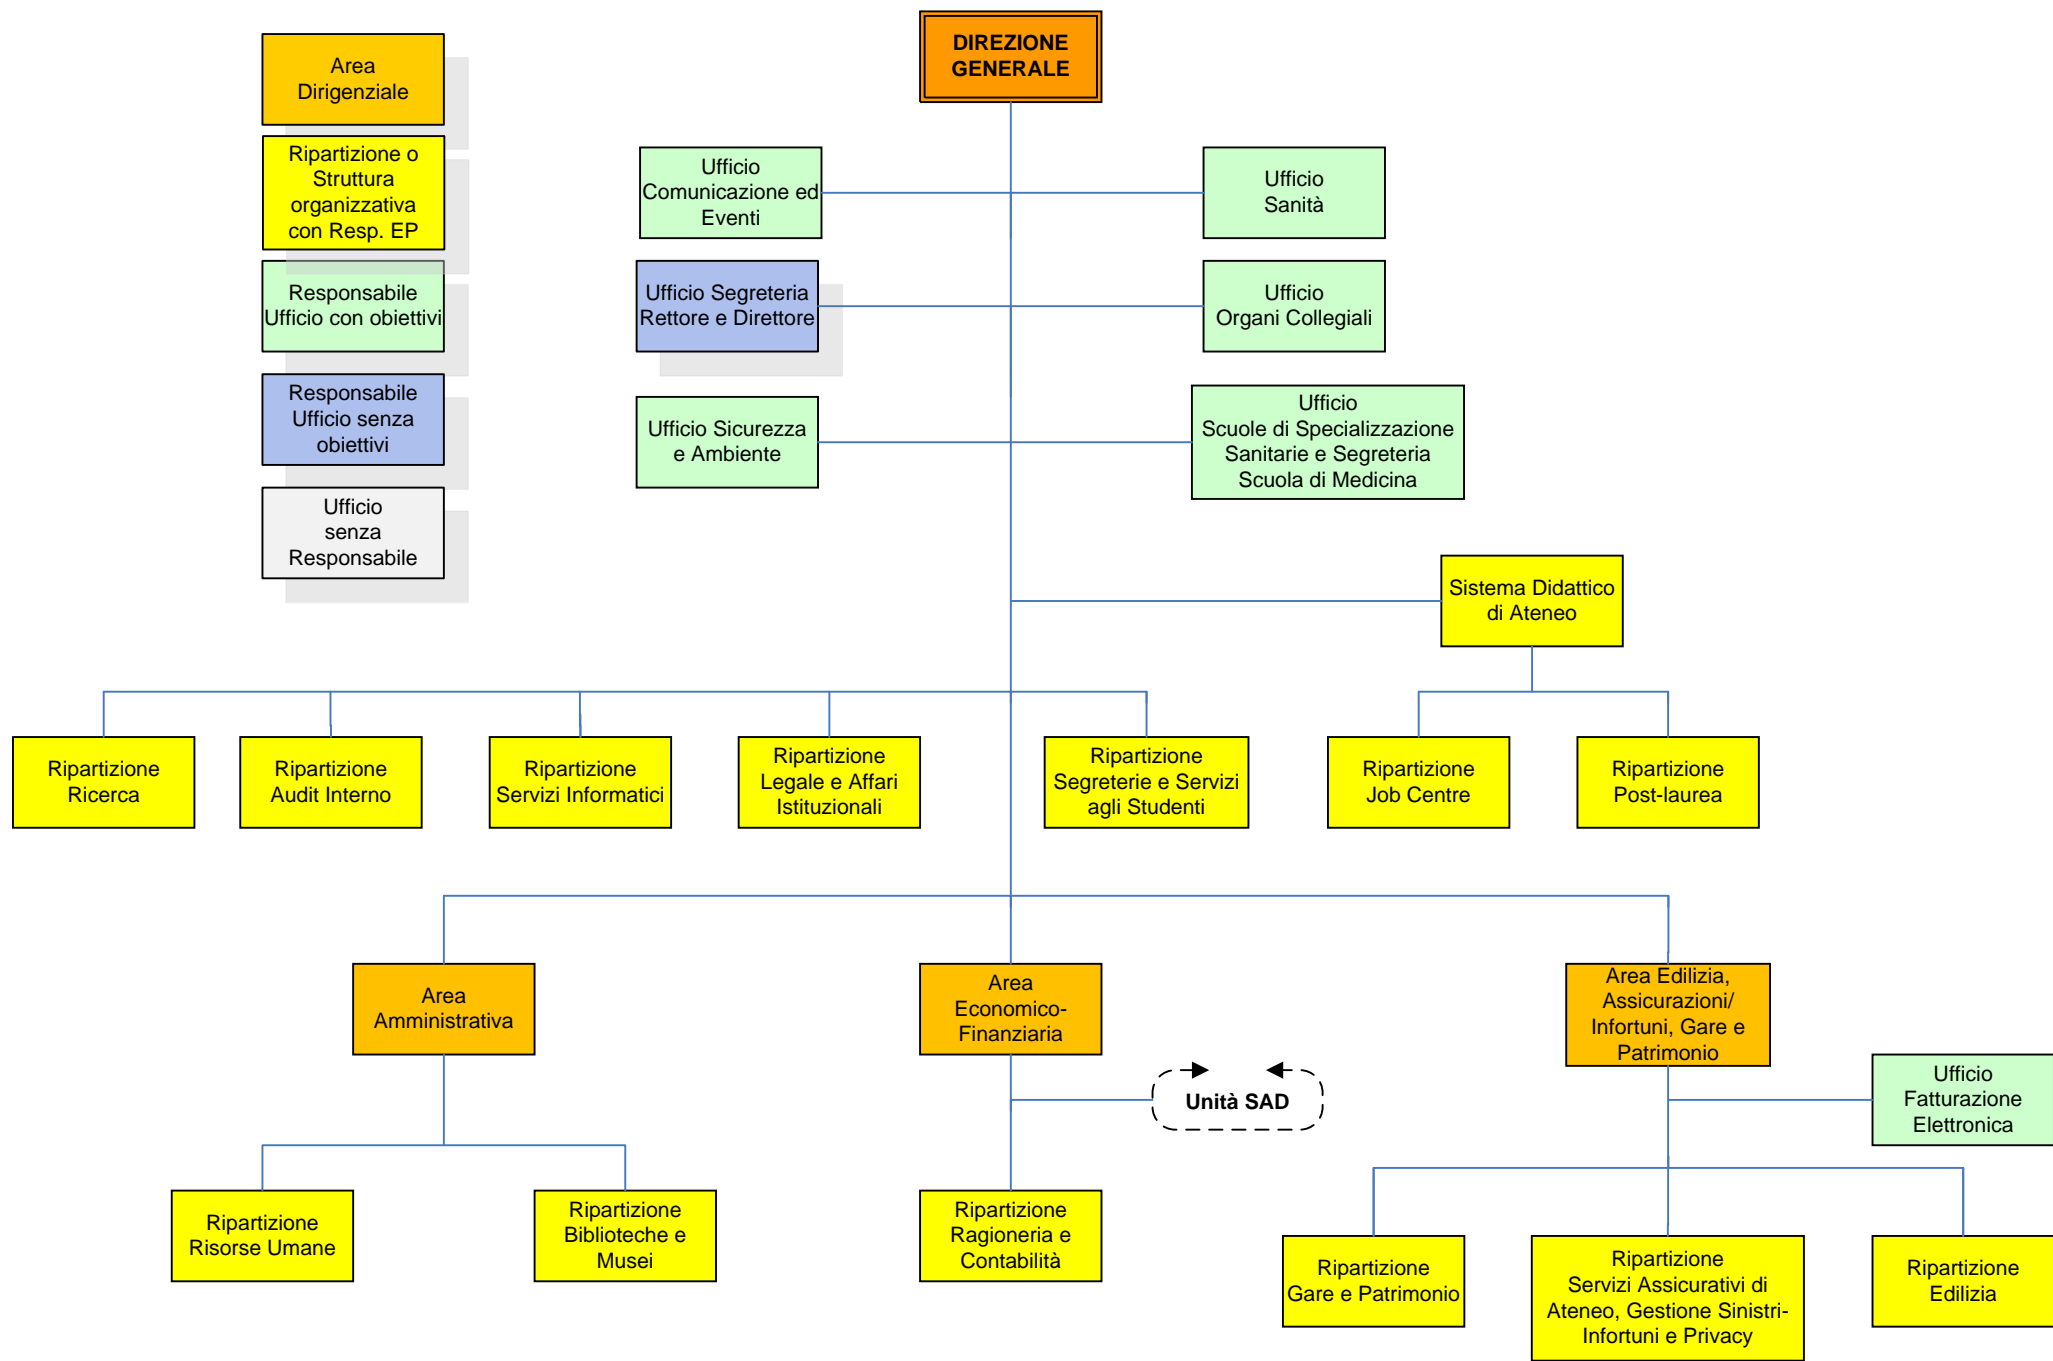 DIREZIONE
GENERALE
Area
Dirigenziale
Ripartizione o
Struttura
organizzativa
con Resp. EP
Responsabile
Ufficio con obiettivi
Responsabile
Ufficio senza
obiettivi
Ufficio
senza
Responsabile
Ufficio
Comunicazione ed
Eventi
Ufficio
Sanità
Ufficio Segreteria
Rettore e Direttore
Ufficio
Organi Collegiali
Ufficio Sicurezza
e Ambiente
Ufficio
Scuole di Specializzazione
Sanitarie e Segreteria
Scuola di Medicina
Sistema Didattico
di Ateneo
Ripartizione
Ricerca
Ripartizione
Audit Interno
Ripartizione
Servizi Informatici
Ripartizione
Legale e Affari
Istituzionali
Ripartizione
Segreterie e Servizi
agli Studenti
Ripartizione
Job Centre
Ripartizione
Post-laurea
Area
Amministrativa
Area
Economico-
Finanziaria
Area Edilizia,
Assicurazioni/
Infortuni, Gare e
Patrimonio
Unità SAD
Ufficio
Fatturazione
Elettronica
Ripartizione
Risorse Umane
Ripartizione
Biblioteche e
Musei
Ripartizione
Ragioneria e
Contabilità
Ripartizione
Gare e Patrimonio
Ripartizione
Servizi Assicurativi di
Ateneo, Gestione Sinistri-
Infortuni e Privacy
Ripartizione
Edilizia